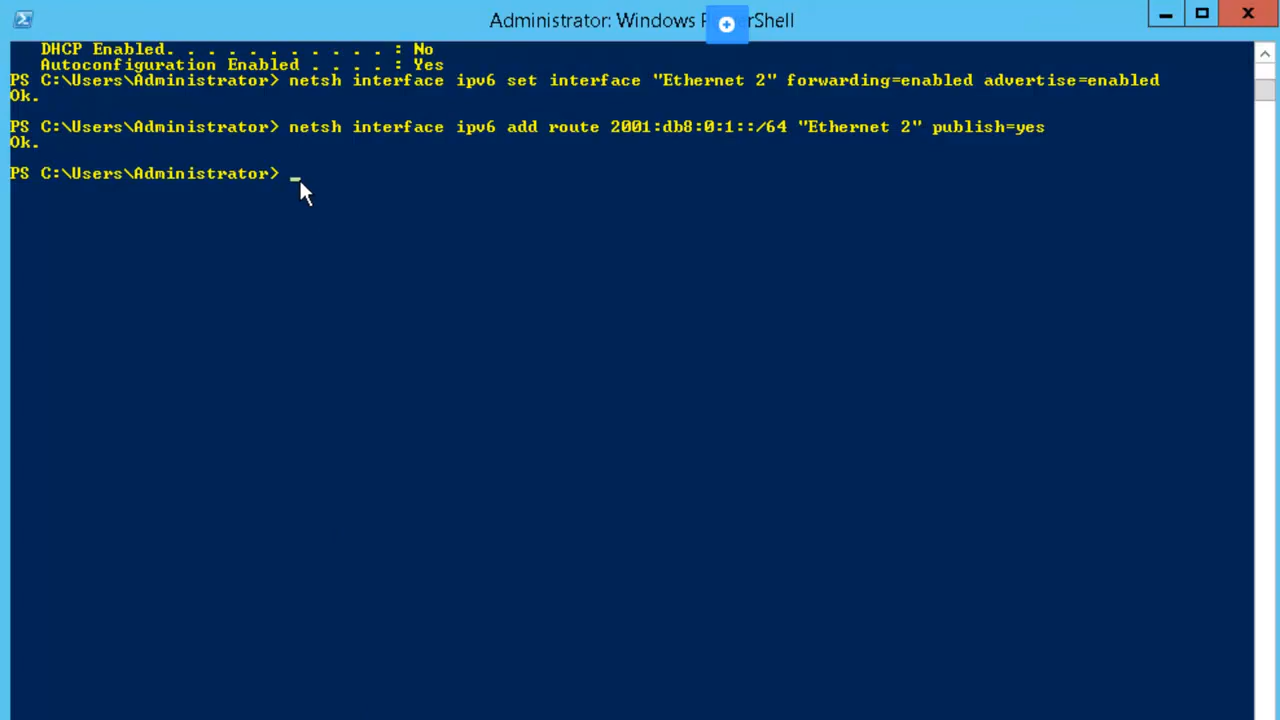 Administrator: Windows P erShell
DHCP Enabled. . . . . . . . . . . : No
Autoconfiguration Enabled . . . . : Yes
PS C:\Users\Administrator> netsh interface ipv6 set interface "Ethernet 2" forwarding=enabled advertise=enabled
Ok.
PS C:\Users\Administrator> netsh interface ipv6 add route 2001:db8:0:1::/64 "Ethernet 2" publish=yes
Ok.
PS C:\Users\Administrator> _